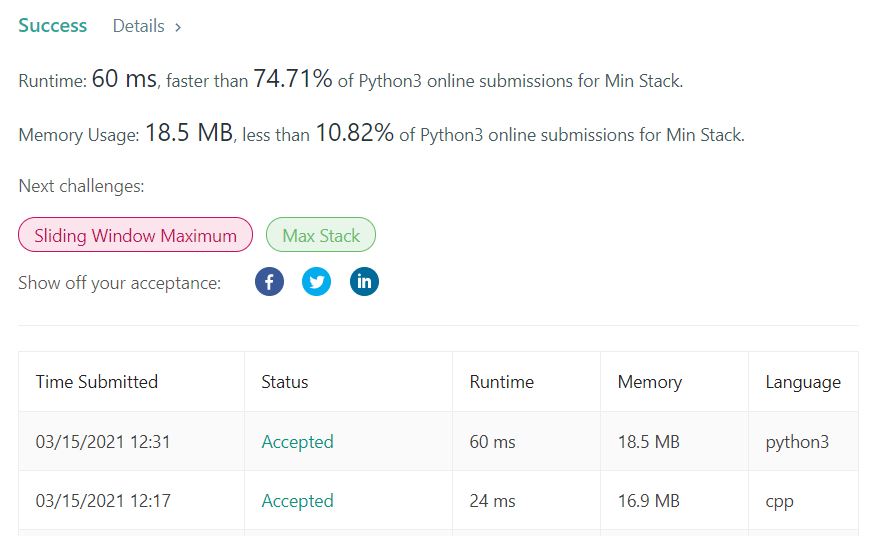 Success Details >
Runtime: 60 ms, faster than 74.71% of Python3 online submissions for Min Stack.
Memory Usage: 18.5 MB, less than 10.82% of Python3 online submissions for Min Stack.
Next challenges:
Sliding Window Maximum Max Stack
Show off your acceptance: f in
Time Submitted Status Runtime Memory Language
03/15/2021 12:31 Accepted 60 ms 18.5 MB python3
03/15/2021 12:17 Accepted 24 ms 16.9 MB cpp